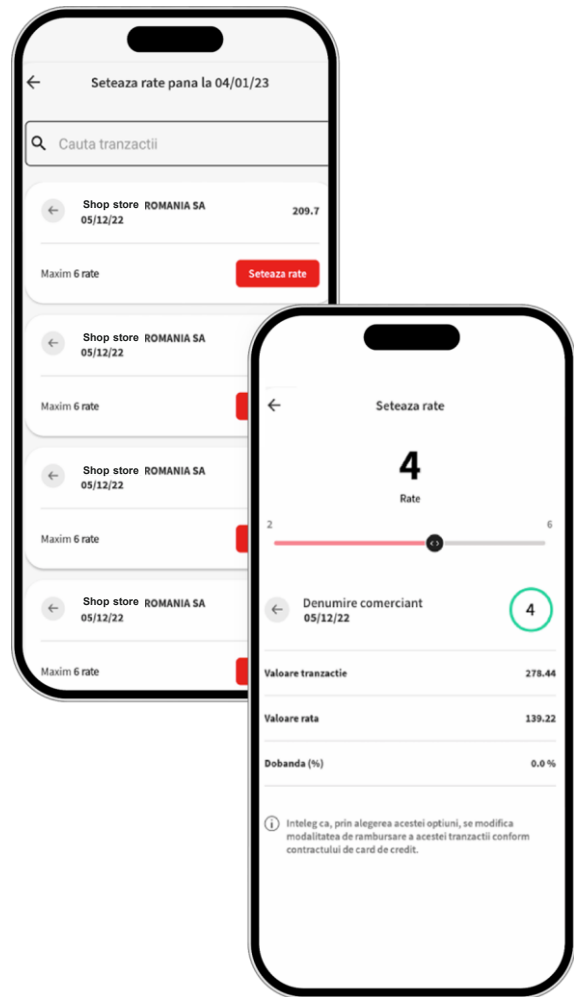 Seteaza rate pana la 04/01/23
Cauta tranzactii
Shop store ROMANIA SA
05/12/22
209.7
Maxim 6 rate
Seteaza rate
Shop store ROMANIA SA
05/12/22
Maxim 6 rate
Shop store ROMANIA SA
05/12/22
Maxim 6 rate
Shop store ROMANIA SA
05/12/22
Maxim 6 rate
Seteaza rate
4
Rate
2
6
Denumire comerciant
05/12/22
4
Valoare tranzactie
278.44
Valoare rata
139.22
Dobanda (%)
0.0 %
Inteleg ca, prin alegerea acestei optiuni, se modifica
modalitatea de rambursare a acestei tranzactii conform
contractului de card de credit.